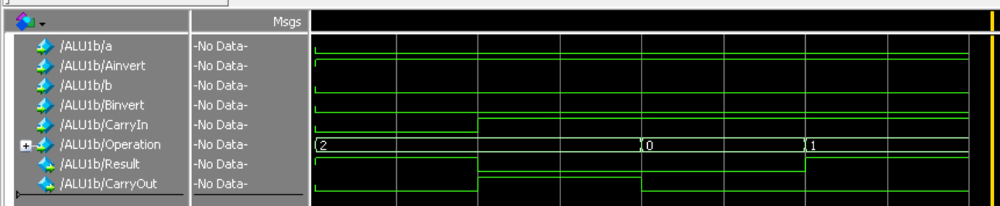 Msgs
/ALU1b/a -No Data-
/ALU1b/Ainvert -No Data-
/ALU1b/b -No Data-
/ALU1b/Binvert -No Data-
/ALU1b/CarryIn -No Data-
/ALU1b/Operation -No Data- 2 0 1
/ALU1b/Result -No Data-
/ALU1b/CarryOut -No Data-